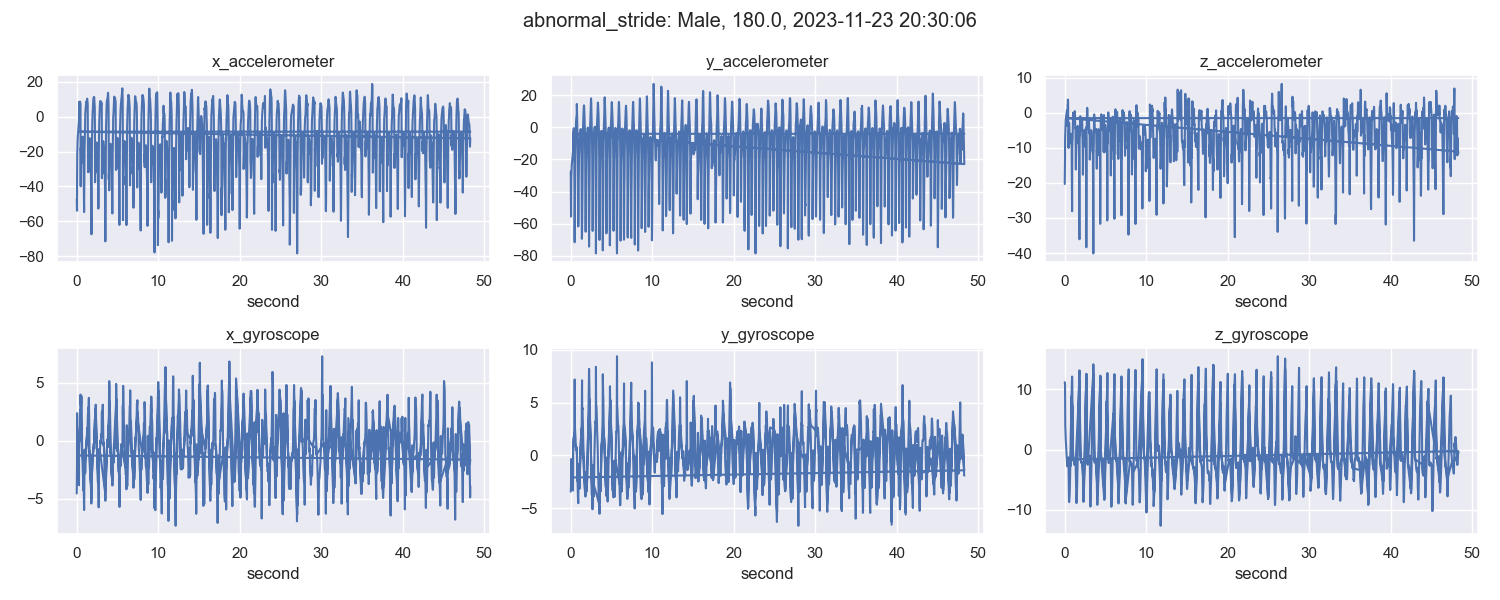 abnormal_stride: Male, 180.0, 2023-11-23 20:30:06
x_accelerometer
20
0
−20
−40
−60
−80
0 10 20 30 40 50
second
y_accelerometer
20
0
−20
−40
−60
−80
0 10 20 30 40 50
second
z_accelerometer
10
0
−10
−20
−30
−40
0 10 20 30 40 50
second
x_gyroscope
5
0
−5
0 10 20 30 40 50
second
y_gyroscope
10
5
0
−5
0 10 20 30 40 50
second
z_gyroscope
10
0
−10
0 10 20 30 40 50
second